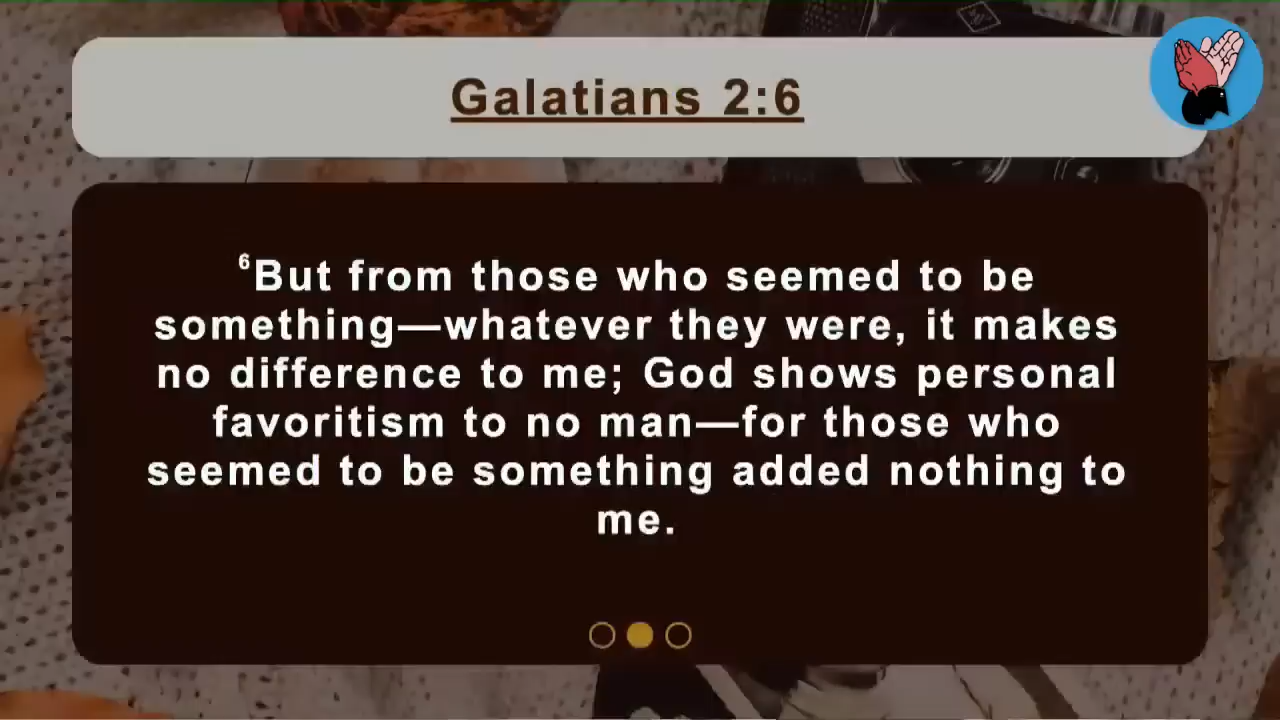 Galatians 2:6
⁶But from those who seemed to be
something—whatever they were, it makes
no difference to me; God shows personal
favoritism to no man—for those who
seemed to be something added nothing to
me.